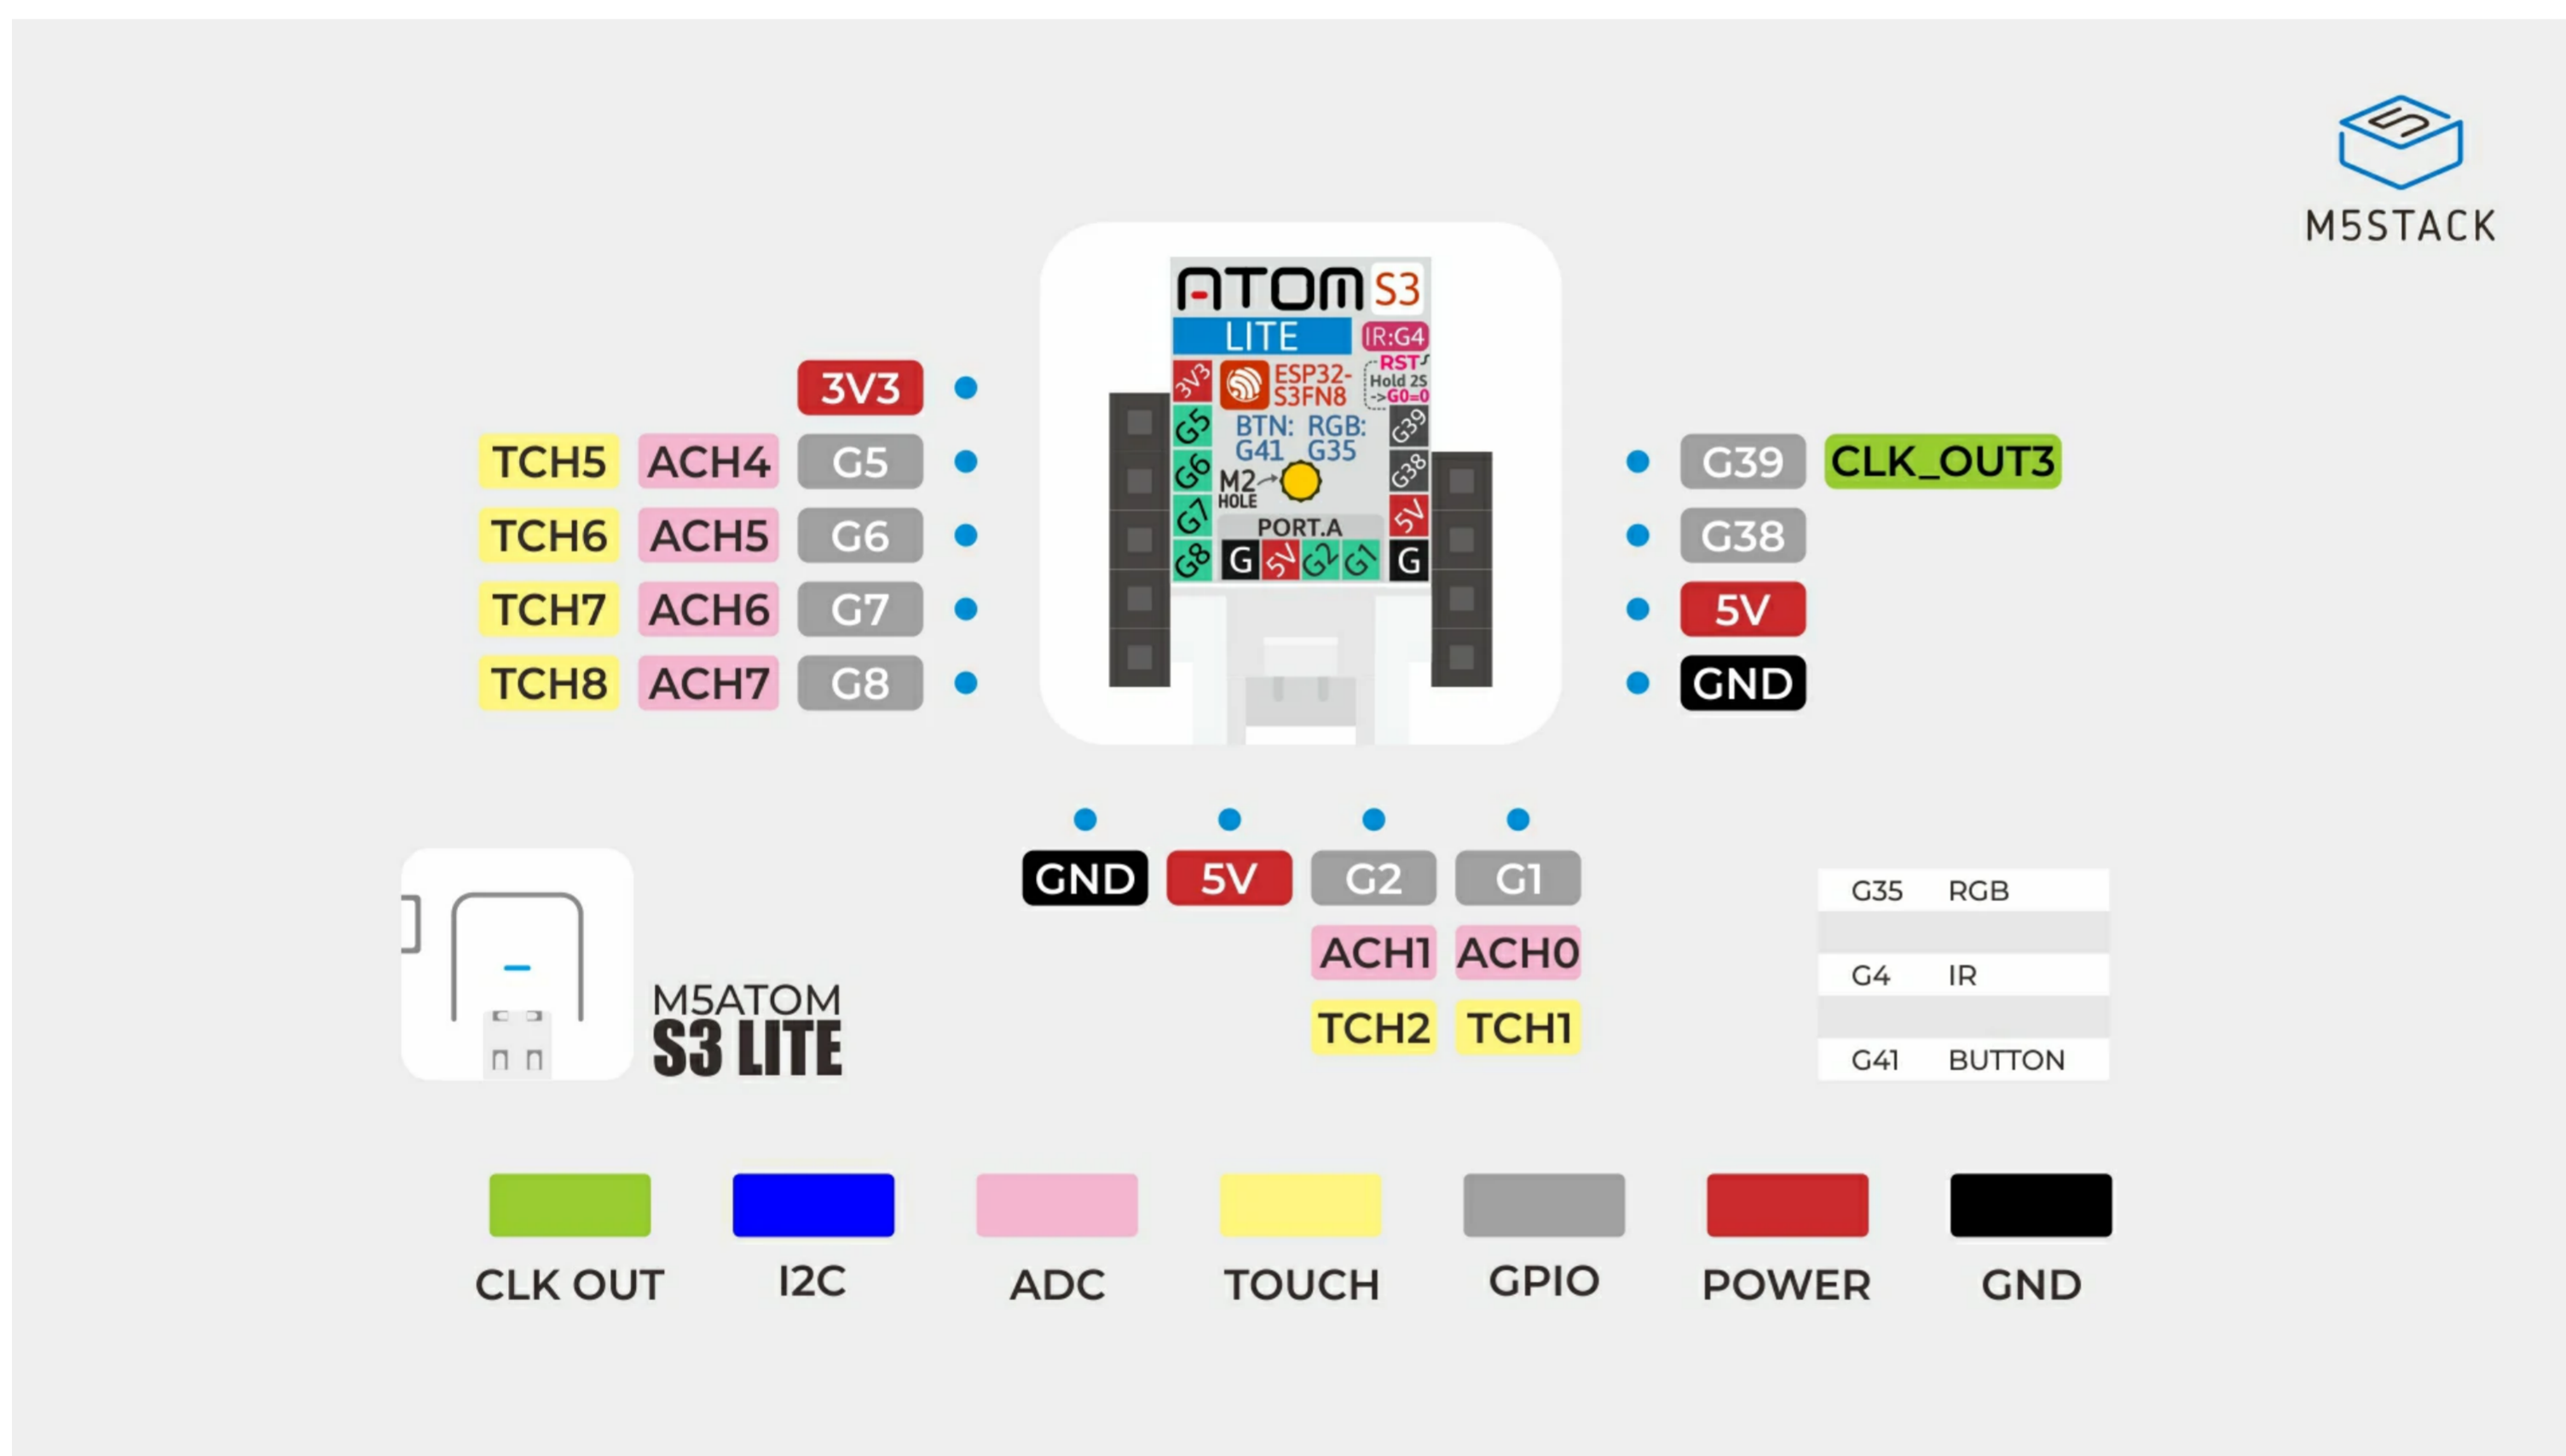 M5STACK
ATOM S3
LITE IR:G4
RST
Hold 2S
->G0=0
3V3 ESP32-
S3FN8
G5 BTN: RGB: G39
G41 G35
G6 M2 G38
HOLE
G7 5V
PORT.A
G8 G 5V G2 G1 G
3V3
TCH5 ACH4 G5
TCH6 ACH5 G6
TCH7 ACH6 G7
TCH8 ACH7 G8
G39 CLK_OUT3
G38
5V
GND
GND 5V G2 G1
ACH1 ACH0
TCH2 TCH1
M5ATOM
S3 LITE
G35 RGB
G4 IR
G41 BUTTON
CLK OUT I2C ADC TOUCH GPIO POWER GND